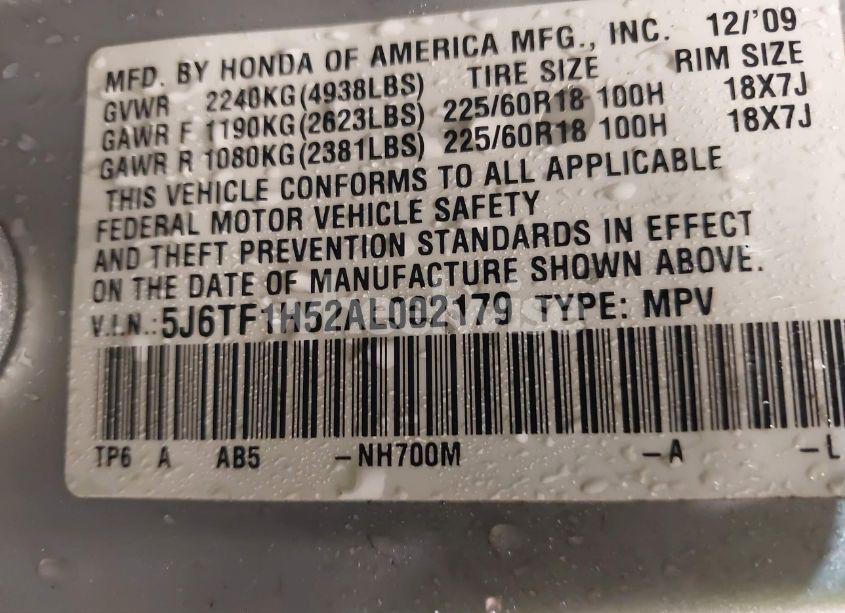 MFD. BY HONDA OF AMERICA MFG., INC. 12/'09
GVWR 2240KG(4938LBS) TIRE SIZE RIM SIZE
GAWR F 1190KG(2623LBS) 225/60R18 100H 18X7J
GAWR R 1080KG(2381LBS) 225/60R18 100H 18X7J
THIS VEHICLE CONFORMS TO ALL APPLICABLE
FEDERAL MOTOR VEHICLE SAFETY
AND THEFT PREVENTION STANDARDS IN EFFECT
ON THE DATE OF MANUFACTURE SHOWN ABOVE.
V.I.N.: 5J6TF1H52AL002179 TYPE: MPV
TP6 A AB5 -NH700M -A -L